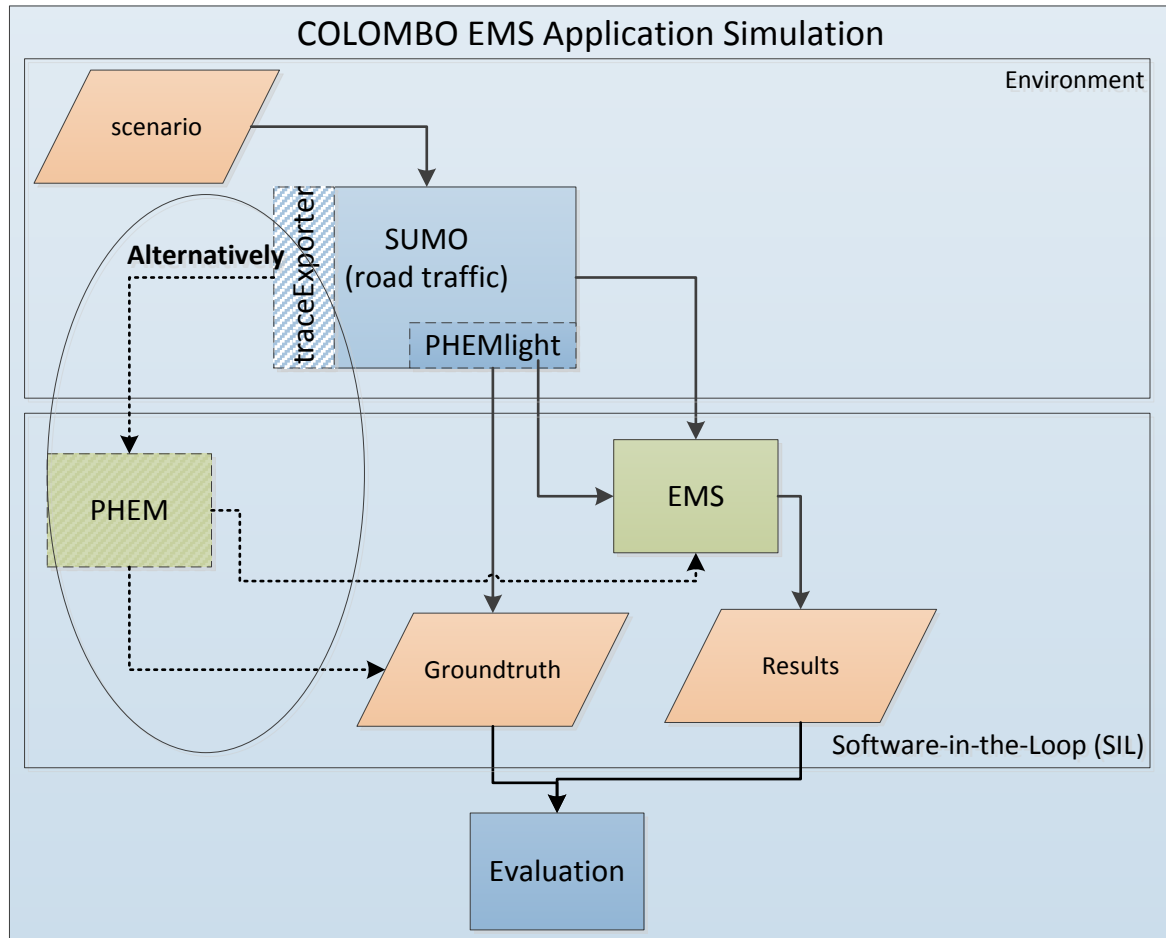 COLOMBO EMS Application Simulation
Environment
scenario
traceExporter
SUMO
(road traffic)
Alternatively
PHEMlight
PHEM
EMS
Groundtruth
Results
Software-in-the-Loop (SIL)
Evaluation